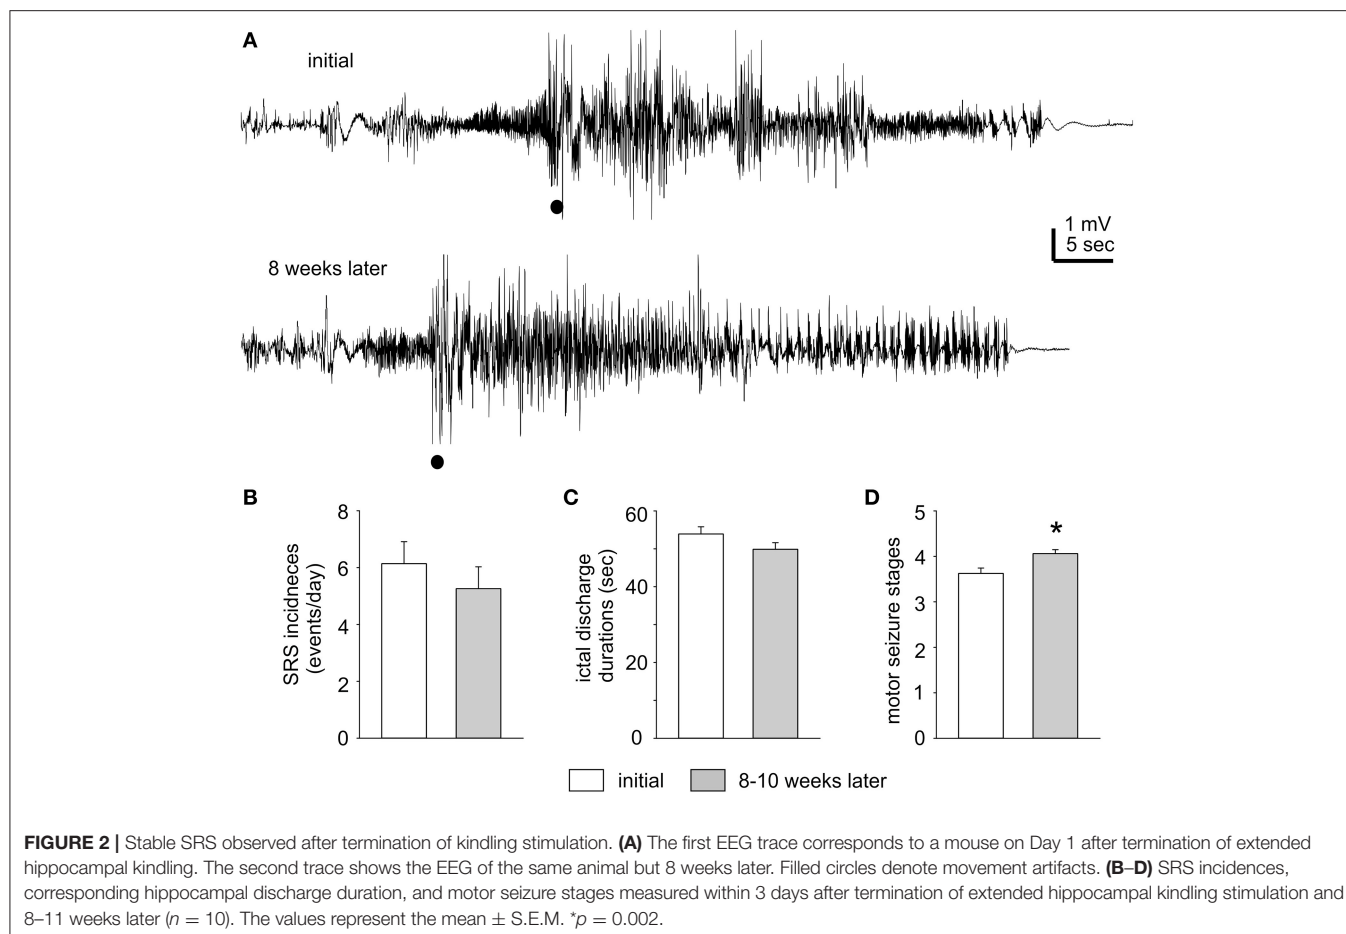 A
initial
1 mV
5 sec
8 weeks later
B
SRS incidneces
(events/day)
8
6
4
2
0
C
ictal discharge
durations (sec)
60
40
20
0
D
motor seizure stages
5
4
3
2
1
0
*
initial
8-10 weeks later
FIGURE 2 | Stable SRS observed after termination of kindling stimulation. (A) The first EEG trace corresponds to a mouse on Day 1 after termination of extended
hippocampal kindling. The second trace shows the EEG of the same animal but 8 weeks later. Filled circles denote movement artifacts. (B–D) SRS incidences,
corresponding hippocampal discharge duration, and motor seizure stages measured within 3 days after termination of extended hippocampal kindling stimulation and
8–11 weeks later (n = 10). The values represent the mean ± S.E.M. *p = 0.002.